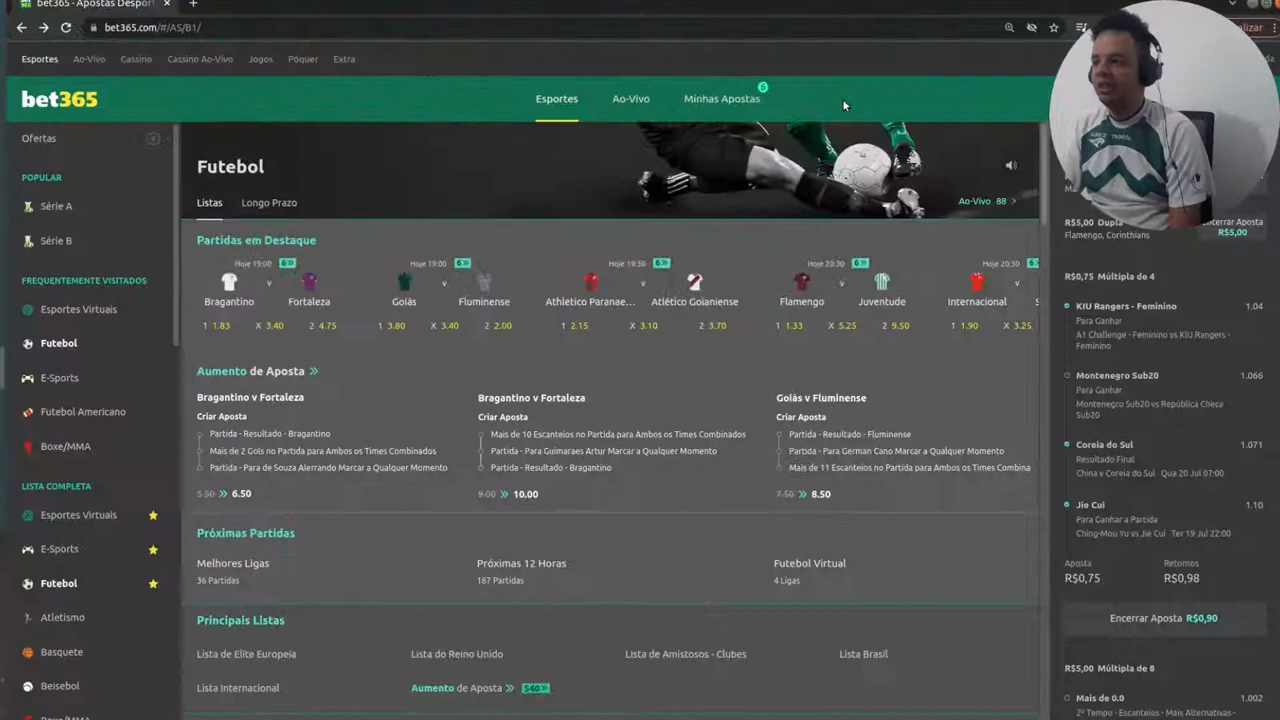 bet365 - Apostas Desport
bet365.com/#/AS/B1/
alizar
Esportes Ao-Vivo Cassino Cassino Ao-Vivo Jogos Póquer Extra
bet365
Esportes Ao-Vivo Minhas Apostas 6
Ofertas
POPULAR
Série A
Série B
FREQUENTEMENTE VISITADOS
Esportes Virtuais
Futebol
E-Sports
Futebol Americano
Boxe/MMA
LISTA COMPLETA
Esportes Virtuais
E-Sports
Futebol
Atletismo
Basquete
Beisebol
Futebol
Listas Longo Prazo
Ao-Vivo 88 >
Partidas em Destaque
Hoje 19:00 6» Hoje 19:00 6» Hoje 19:30 6» Hoje 20:30 6» Hoje 20:30 6»
v v v v v
Bragantino Fortaleza Goiás Fluminense Athletico Paranae... Atlético Goianiense Flamengo Juventude Internacional
1 1.83 X 3.40 2 4.75 1 3.80 X 3.40 2 2.00 1 2.15 X 3.10 2 3.70 1 1.33 X 5.25 2 9.50 1 1.90 X 3.25
Aumento de Aposta »
Bragantino v Fortaleza
Criar Aposta
Partida - Resultado - Bragantino
Mais de 2 Gols no Partida para Ambos os Times Combinados
Partida - Para de Souza Alerrando Marcar a Qualquer Momento
5.50 » 6.50
Bragantino v Fortaleza
Criar Aposta
Mais de 10 Escanteios no Partida para Ambos os Times Combinados
Partida - Para Guimaraes Artur Marcar a Qualquer Momento
Partida - Resultado - Bragantino
9.00 » 10.00
Goiás v Fluminense
Criar Aposta
Partida - Resultado - Fluminense
Partida - Para German Cano Marcar a Qualquer Momento
Mais de 11 Escanteios no Partida para Ambos os Times Combina
7.50 » 8.50
Próximas Partidas
Melhores Ligas Próximas 12 Horas Futebol Virtual
36 Partidas 187 Partidas 4 Ligas
Principais Listas
Lista de Elite Europeia Lista do Reino Unido Lista de Amistosos - Clubes Lista Brasil
Lista Internacional Aumento de Aposta » 540»
R$5,00 Dupla
Flamengo, Corinthians
Encerrar Aposta
R$5,00
R$0,75 Múltipla de 4
KIU Rangers - Feminino 1.04
Para Ganhar
A1 Challenge - Feminino vs KIU Rangers -
Feminino
Montenegro Sub20 1.066
Para Ganhar
Montenegro Sub20 vs República Checa
Sub20
Coreia do Sul 1.071
Resultado Final
China v Coreia do Sul Qua 20 Jul 07:00
Jie Cui 1.10
Para Ganhar a Partida
Ching-Mou Yu vs Jie Cui Ter 19 Jul 22:00
Aposta Retornos
R$0,75 R$0,98
Encerrar Aposta R$0,90
R$5,00 Múltipla de 8
Mais de 0.0 1.002
2º Tempo - Escanteios - Mais Alternativas -